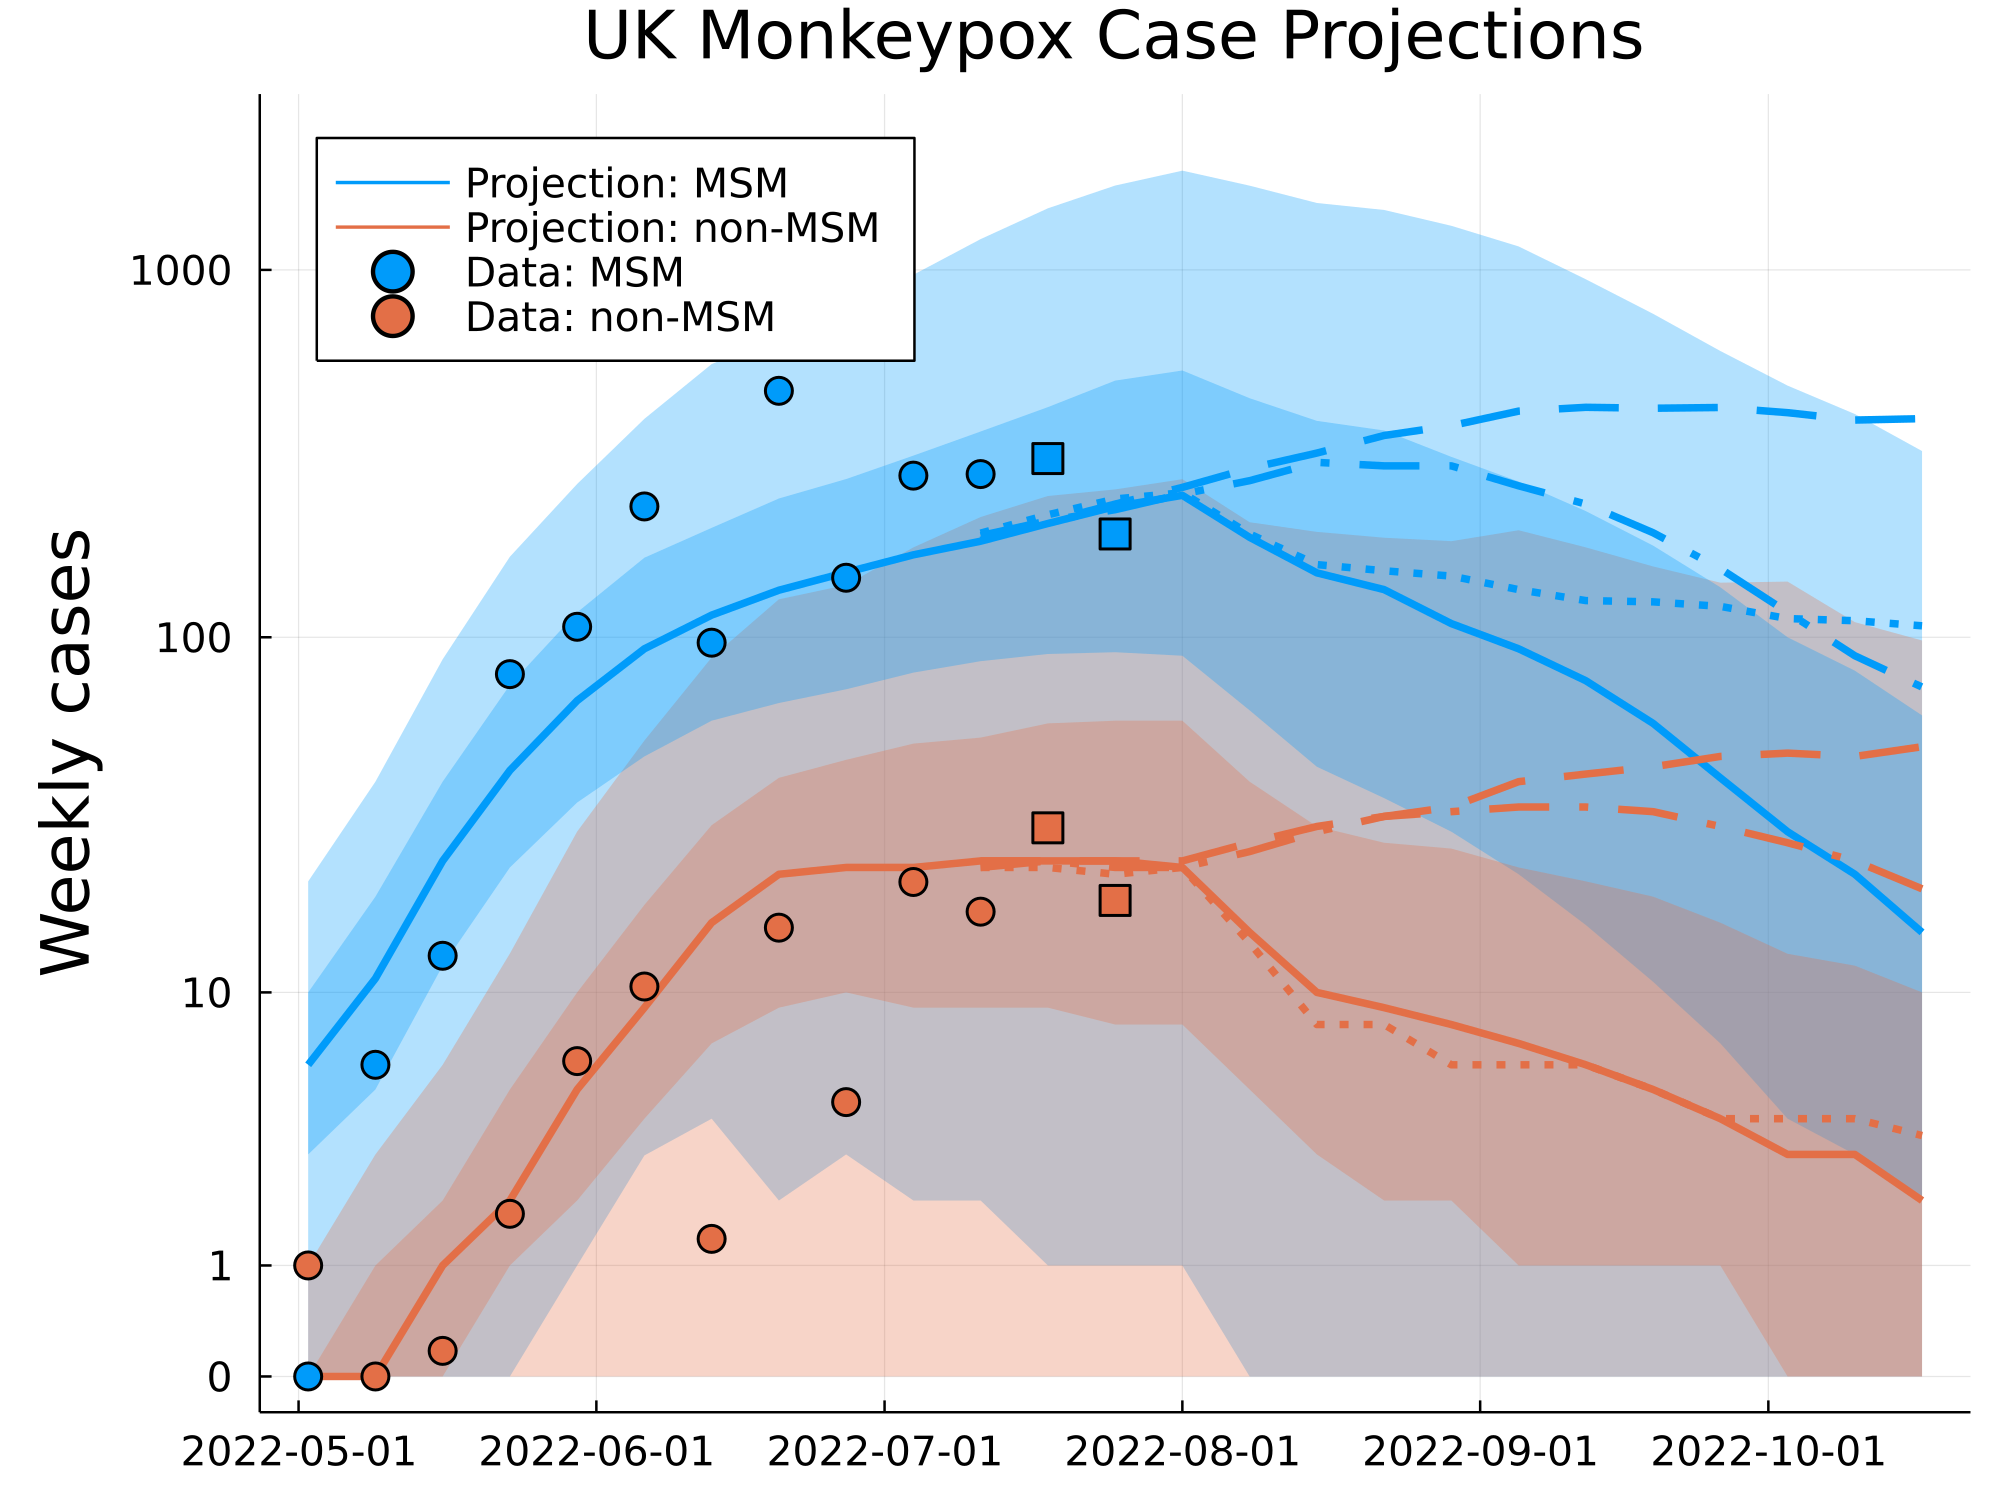 UK Monkeypox Case Projections
Projection: MSM
Projection: non-MSM
Data: MSM
Data: non-MSM
Weekly cases
1000
100
10
1
0
2022-05-01 2022-06-01 2022-07-01 2022-08-01 2022-09-01 2022-10-01